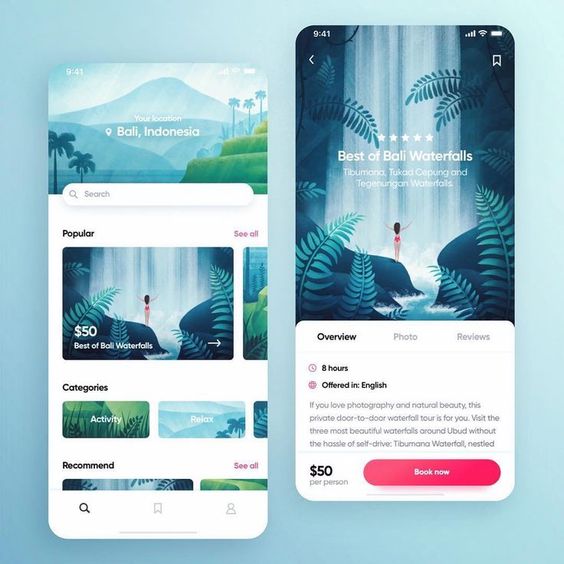 9:41
Your location
Bali, Indonesia
Search
Popular
See all
$50
Best of Bali Waterfalls
Categories
Activity
Relax
Recommend
See all
9:41
Best of Bali Waterfalls
Tibumana, Tukad Cepung and
Tegenungan Waterfalls.
Overview
Photo
Reviews
8 hours
Offered in: English
If you love photography and natural beauty, this
private door-to-door waterfall tour is for you. Visit the
three most beautiful waterfalls around Ubud without
the hassle of self-drive: Tibumana Waterfall, nestled
$50
per person
Book now